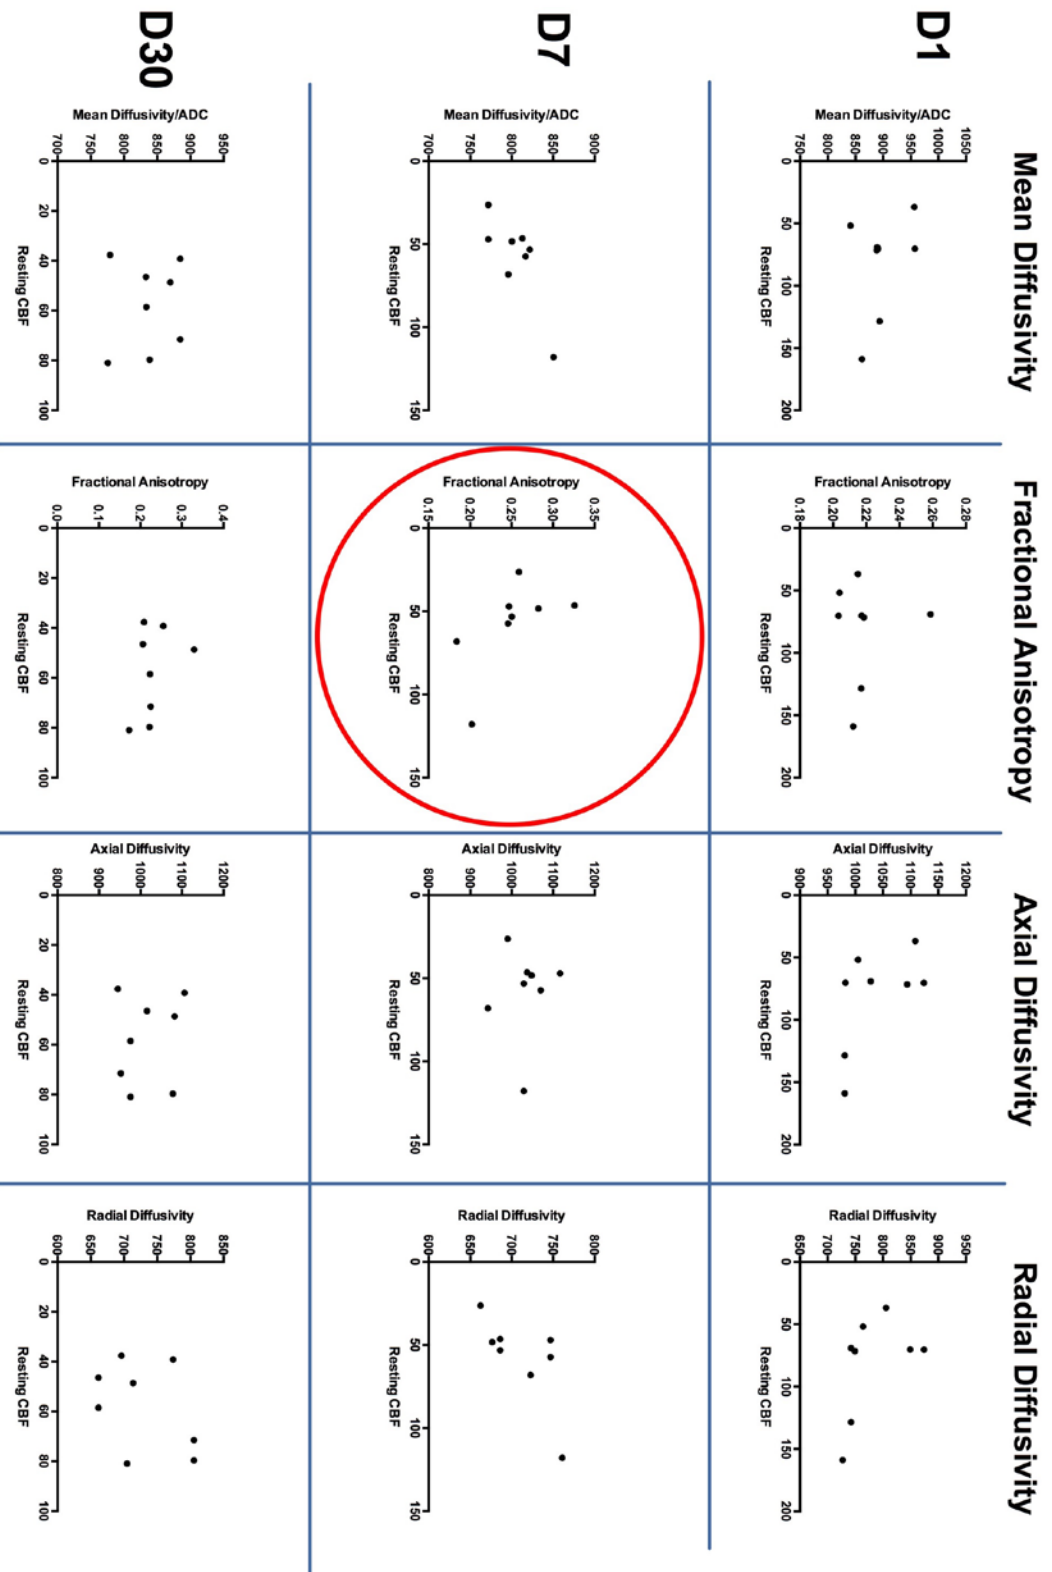 Mean Diffusivity
Fractional Anisotropy
Axial Diffusivity
Radial Diffusivity
D1
Mean Diffusivity/ADC
1050
1000
950
900
850
800
750
0 50 100 150 200
Resting CBF
Fractional Anisotropy
0.28
0.26
0.24
0.22
0.20
0.18
0 50 100 150 200
Resting CBF
Axial Diffusivity
1200
1150
1100
1050
1000
950
900
0 50 100 150 200
Resting CBF
Radial Diffusivity
950
900
850
800
750
700
650
0 50 100 150 200
Resting CBF
D7
Mean Diffusivity/ADC
900
850
800
750
700
0 50 100 150
Resting CBF
Fractional Anisotropy
0.35
0.30
0.25
0.20
0.15
0 50 100 150
Resting CBF
Axial Diffusivity
1200
1100
1000
900
800
0 50 100 150
Resting CBF
Radial Diffusivity
800
750
700
650
600
0 50 100 150
Resting CBF
D30
Mean Diffusivity/ADC
950
900
850
800
750
700
0 20 40 60 80 100
Resting CBF
Fractional Anisotropy
0.4
0.3
0.2
0.1
0.0
0 20 40 60 80 100
Resting CBF
Axial Diffusivity
1200
1100
1000
900
800
0 20 40 60 80 100
Resting CBF
Radial Diffusivity
850
800
750
700
650
600
0 20 40 60 80 100
Resting CBF